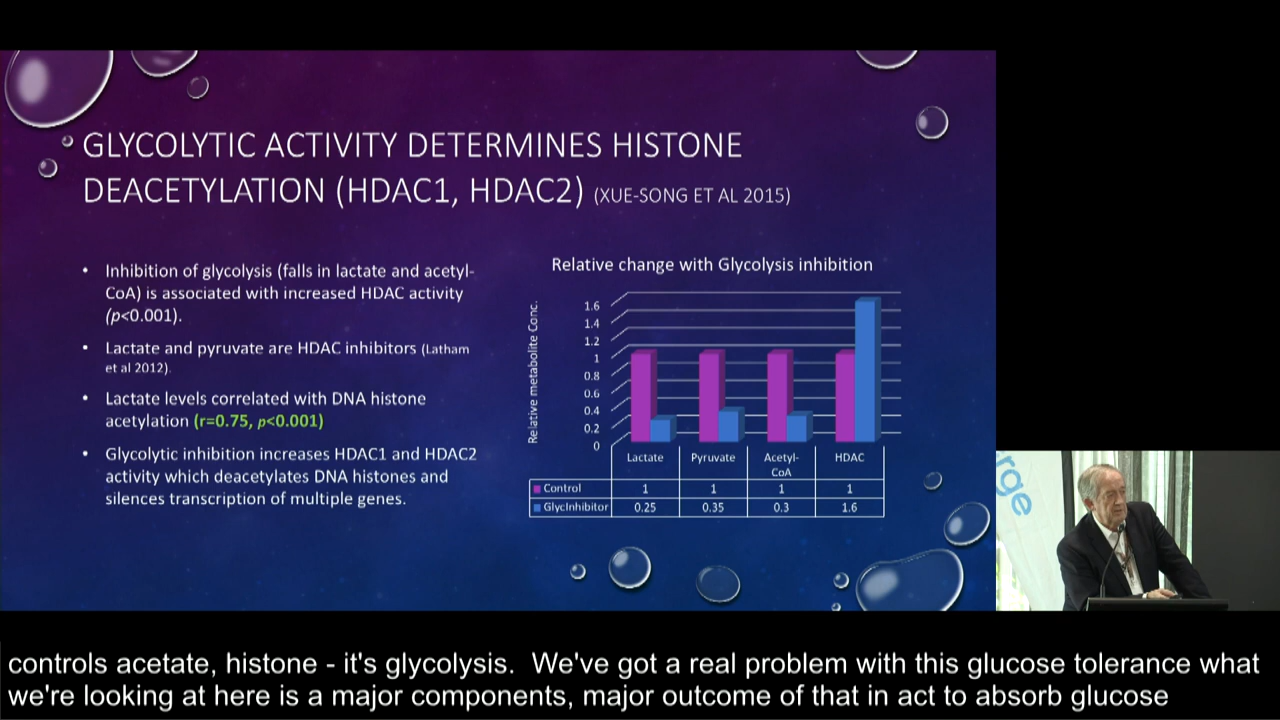 GLYCOLYTIC ACTIVITY DETERMINES HISTONE
DEACETYLATION (HDAC1, HDAC2) (XUE-SONG ET AL 2015)
• Inhibition of glycolysis (falls in lactate and acetyl-
CoA) is associated with increased HDAC activity
(p<0.001).
• Lactate and pyruvate are HDAC inhibitors (Latham
et al 2012).
• Lactate levels correlated with DNA histone
acetylation (r=0.75, p<0.001)
• Glycolytic inhibition increases HDAC1 and HDAC2
activity which deacetylates DNA histones and
silences transcription of multiple genes.
Relative change with Glycolysis inhibition
Relative metabolite Conc.
1.6
1.4
1.2
1
0.8
0.6
0.4
0.2
0
Lactate Pyruvate Acetyl- HDAC
CoA
Control 1 1 1 1
GlycInhibitor 0.25 0.35 0.3 1.6
rge
controls acetate, histone - it's glycolysis.  We've got a real problem with this glucose tolerance what
we're looking at here is a major components, major outcome of that in act to absorb glucose